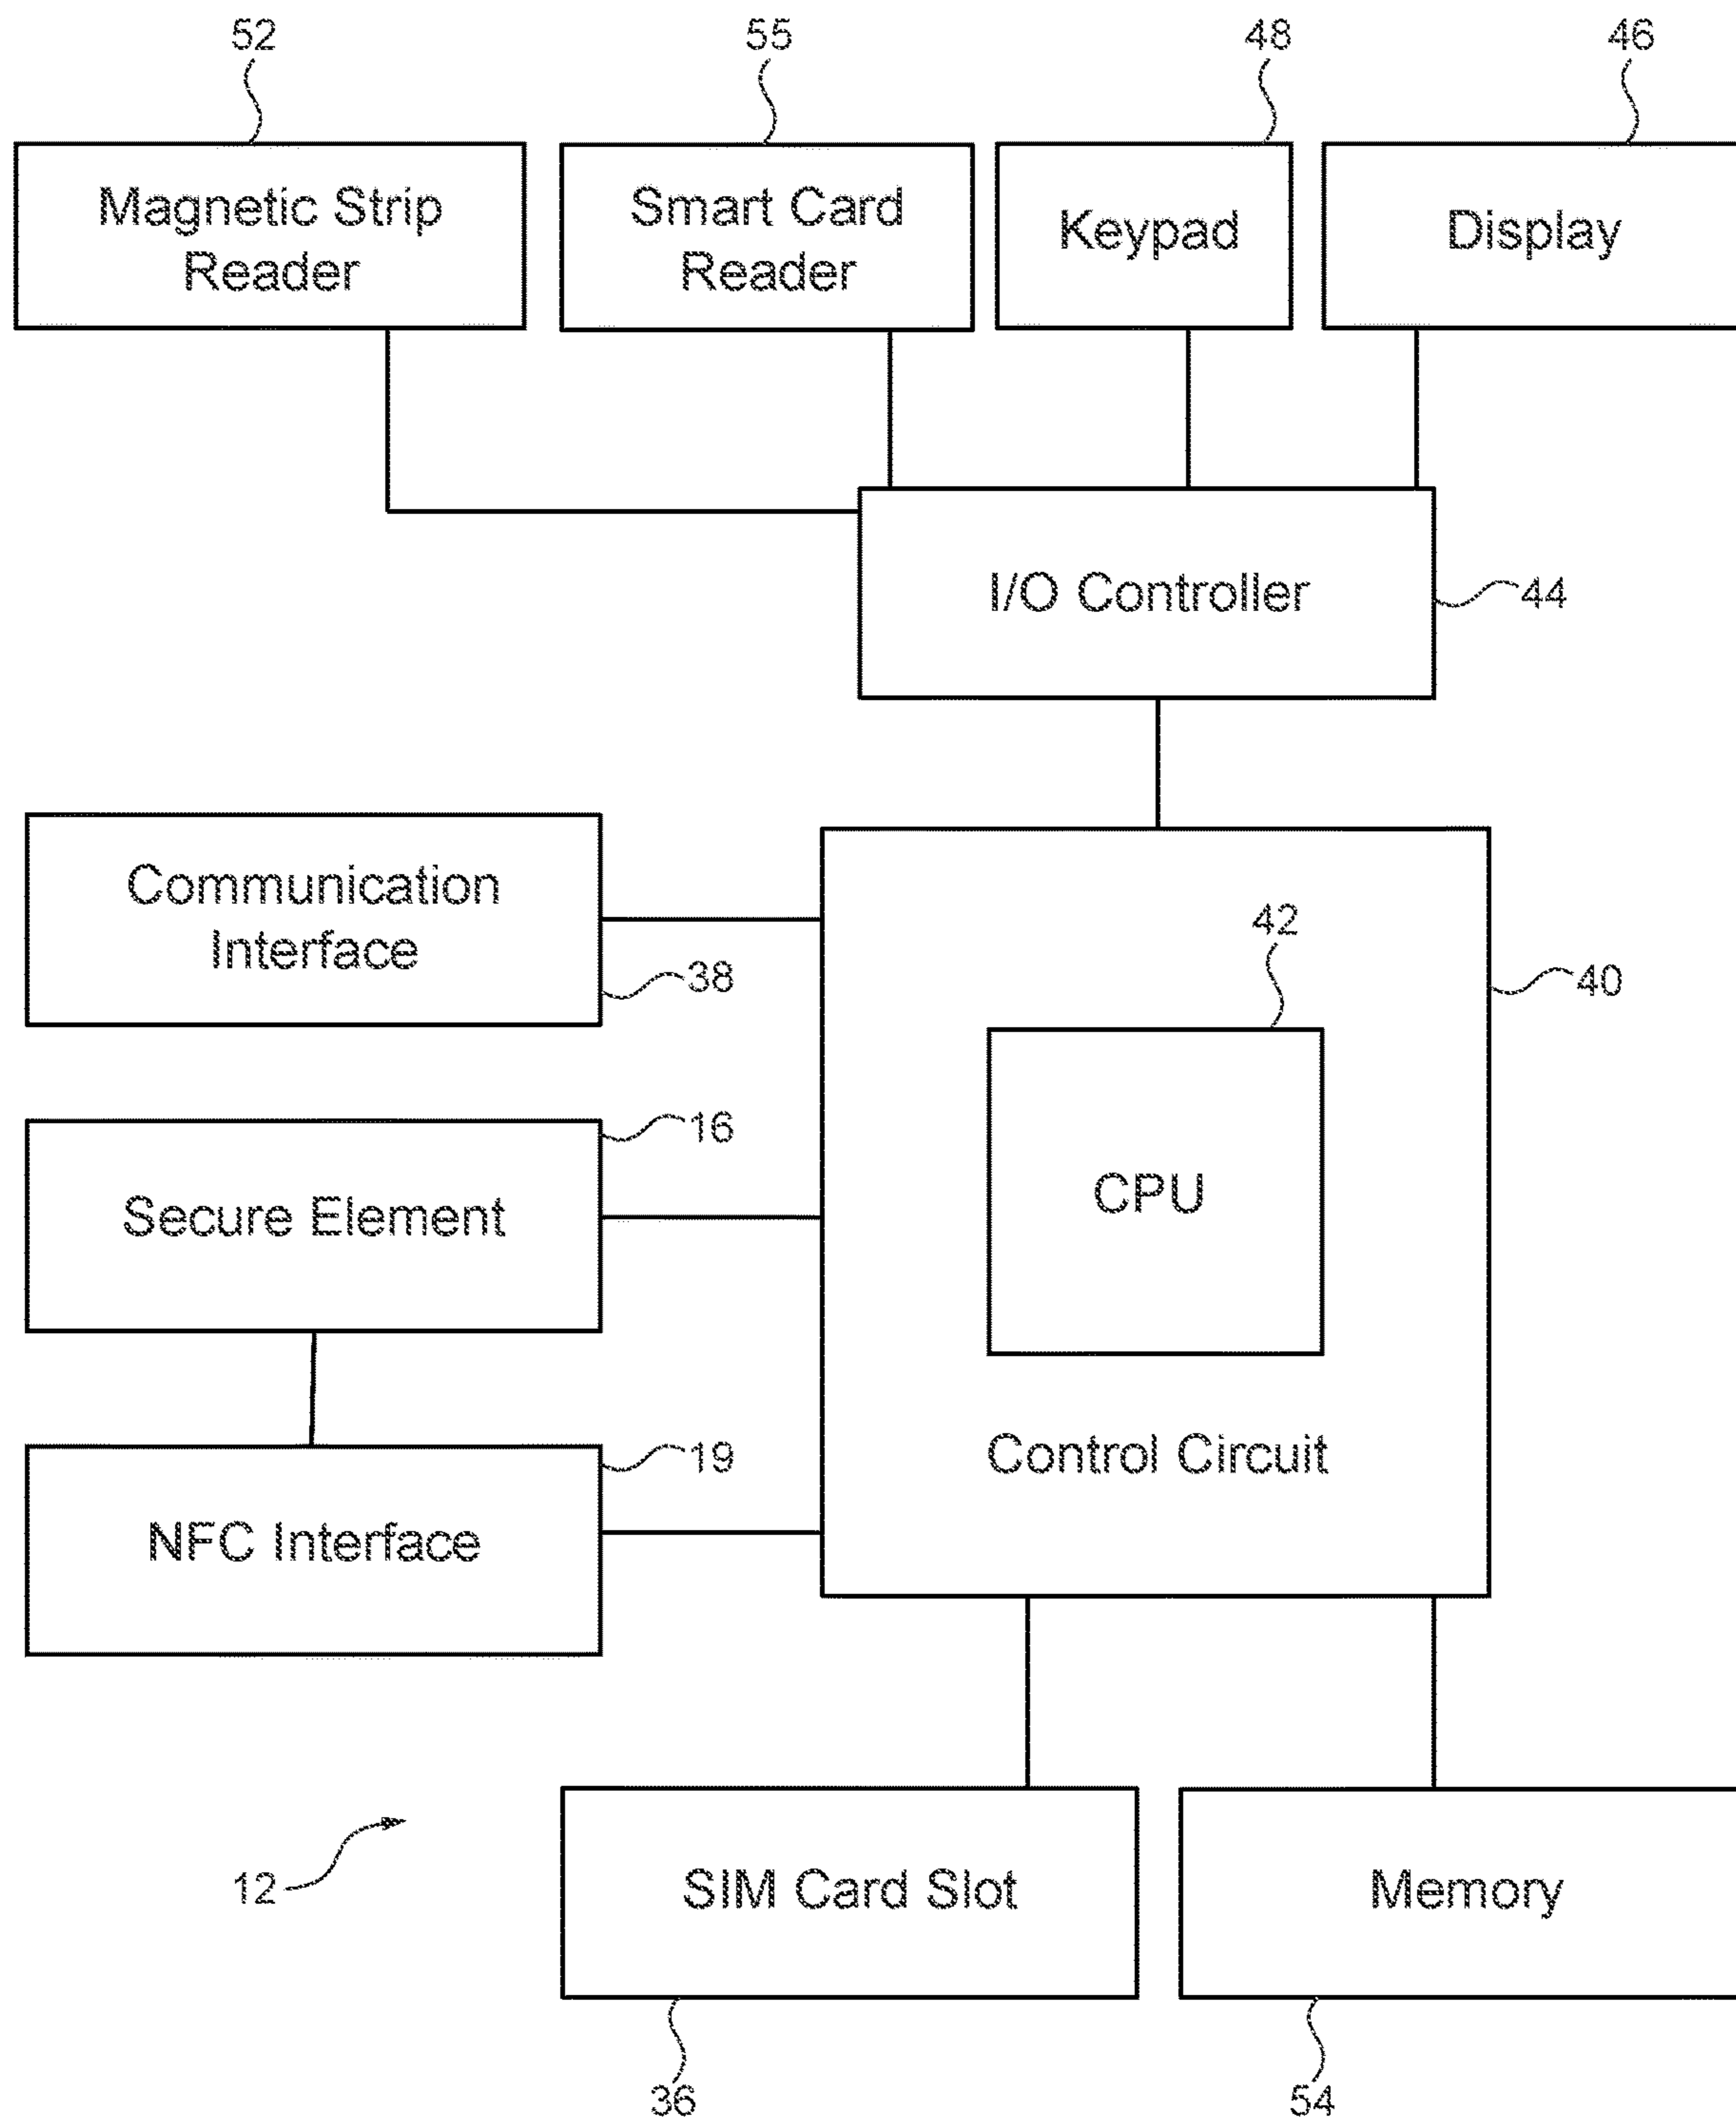 52
55
48
46
Magnetic Strip
Reader
Smart Card
Reader
Keypad
Display
I/O Controller
44
Communication
Interface
38
42
40
16
Secure Element
CPU
19
Control Circuit
NFC Interface
12
SIM Card Slot
Memory
36
54